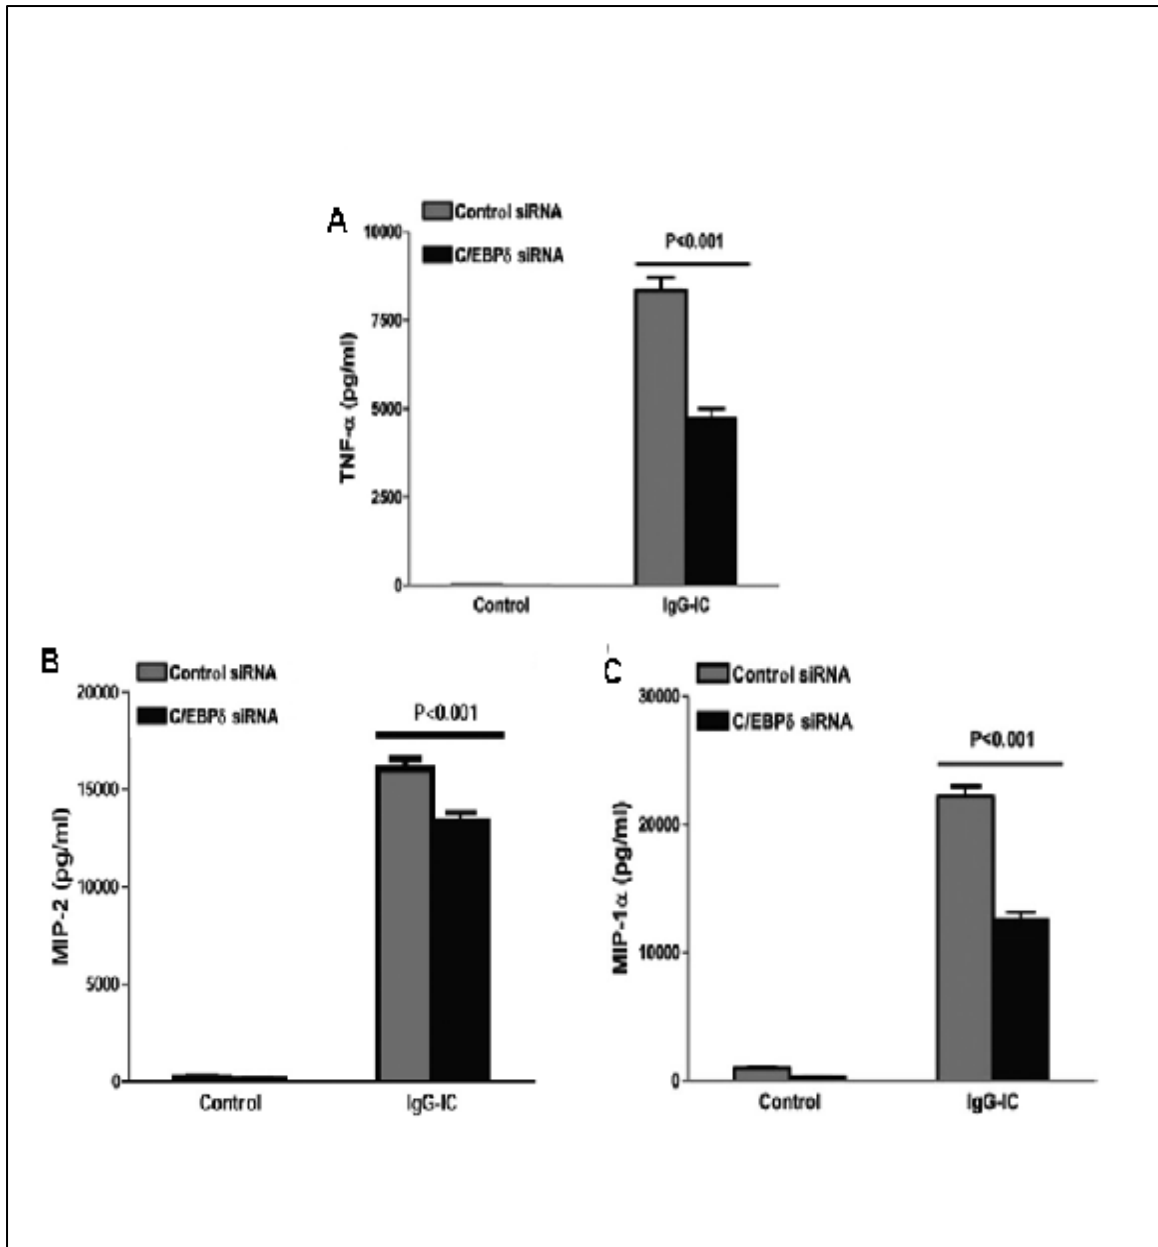 A
Control siRNA
C/EBPδ siRNA
P<0.001
10000
7500
5000
2500
0
TNF-α (pg/ml)
Control
IgG-IC
B
Control siRNA
C/EBPδ siRNA
P<0.001
20000
15000
10000
5000
0
MIP-2 (pg/ml)
Control
IgG-IC
C
Control siRNA
C/EBPδ siRNA
P<0.001
30000
20000
10000
0
MIP-1α (pg/ml)
Control
IgG-IC